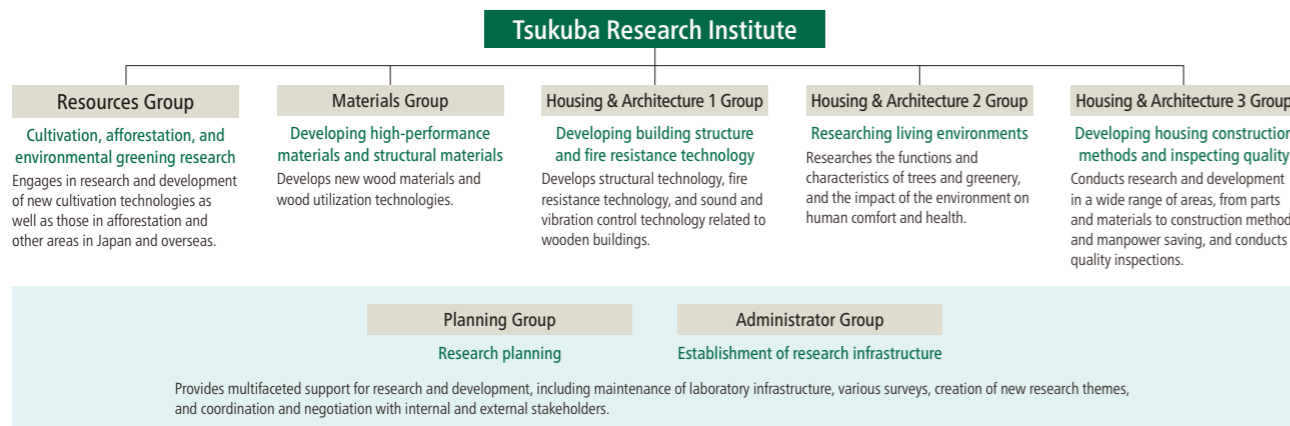 Tsukuba Research Institute
Resources Group
Cultivation, afforestation, and
environmental greening research
Engages in research and development
of new cultivation technologies as
well as those in afforestation and
other areas in Japan and overseas.
Materials Group
Developing high-performance
materials and structural materials
Develops new wood materials and
wood utilization technologies.
Housing & Architecture 1 Group
Developing building structure
and fire resistance technology
Develops structural technology, fire
resistance technology, and sound and
vibration control technology related to
wooden buildings.
Housing & Architecture 2 Group
Researching living environments
Researches the functions and
characteristics of trees and greenery,
and the impact of the environment on
human comfort and health.
Housing & Architecture 3 Group
Developing housing construction
methods and inspecting quality
Conducts research and development
in a wide range of areas, from parts
and materials to construction method
and manpower saving, and conducts
quality inspections.
Planning Group
Research planning
Administrator Group
Establishment of research infrastructure
Provides multifaceted support for research and development, including maintenance of laboratory infrastructure, various surveys, creation of new research themes,
and coordination and negotiation with internal and external stakeholders.